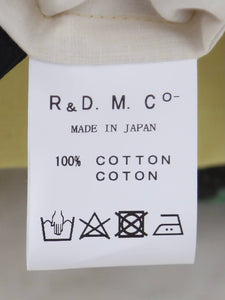 R & D. M. Co-
MADE IN JAPAN
100% COTTON
COTON